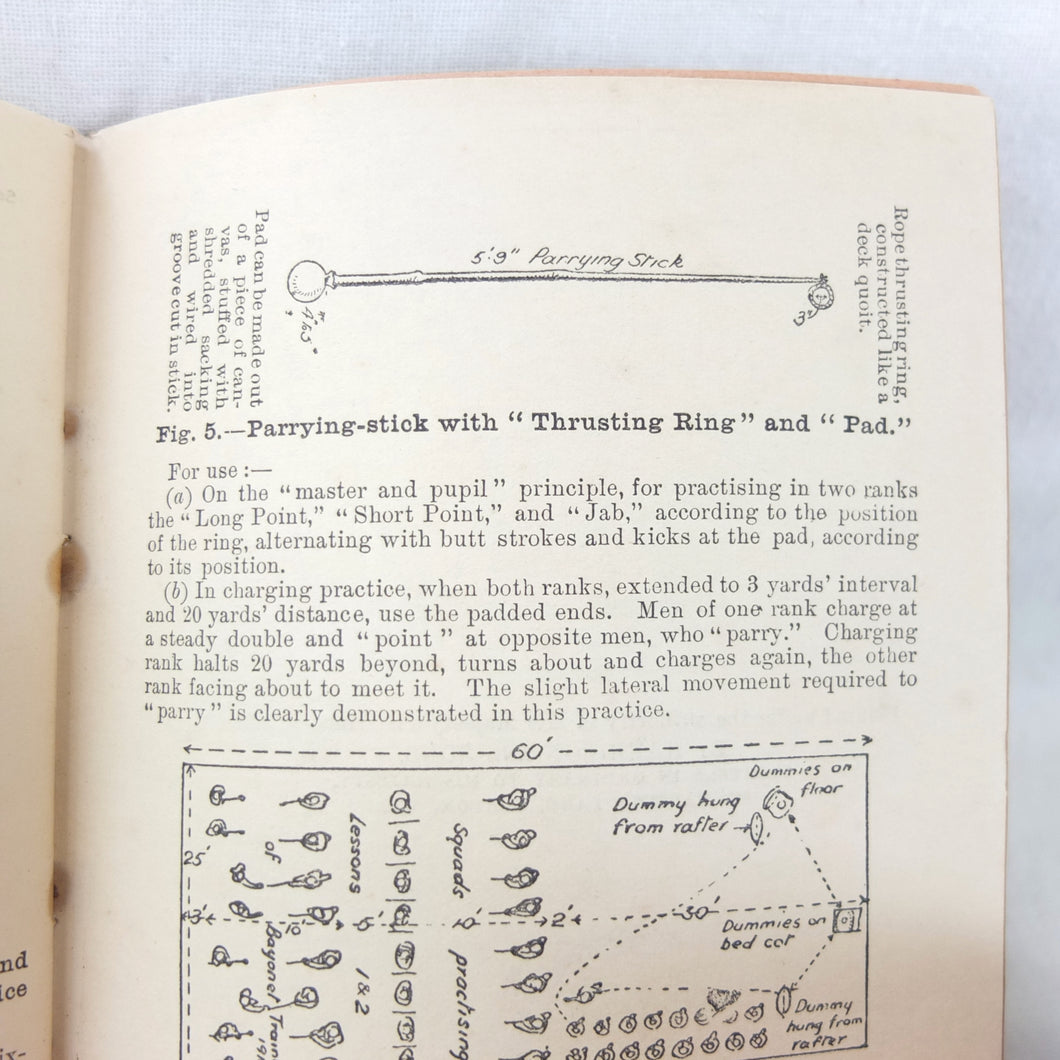 Pad can be made out
of a piece of can-
vas, stuffed with
shredded sacking
and wired into
groove cut in stick.
5'·9" Parrying Stick
3"
Rope thrusting ring,
constructed like a
deck quoit.
Fig. 5.—Parrying-stick with “ Thrusting Ring ” and “ Pad.”
For use :—
(a) On the “ master and pupil ” principle, for practising in two ranks
the “ Long Point,” “ Short Point,” and “ Jab,” according to the position
of the ring, alternating with butt strokes and kicks at the pad, according
to its position.
(b) In charging practice, when both ranks, extended to 3 yards’ interval
and 20 yards’ distance, use the padded ends. Men of one rank charge at
a steady double and “ point ” at opposite men, who “ parry.” Charging
rank halts 20 yards beyond, turns about and charges again, the other
rank facing about to meet it. The slight lateral movement required to
“ parry ” is clearly demonstrated in this practice.
60'
Dummies on
floor
Dummy hung
from rafter
25'
3'
10'
5'
10'
2'
30'
Squads practising
Lessons 1 & 2
of Bayonet
Dummies on
bed cot
Dummy
hung from
rafter
nd
ice